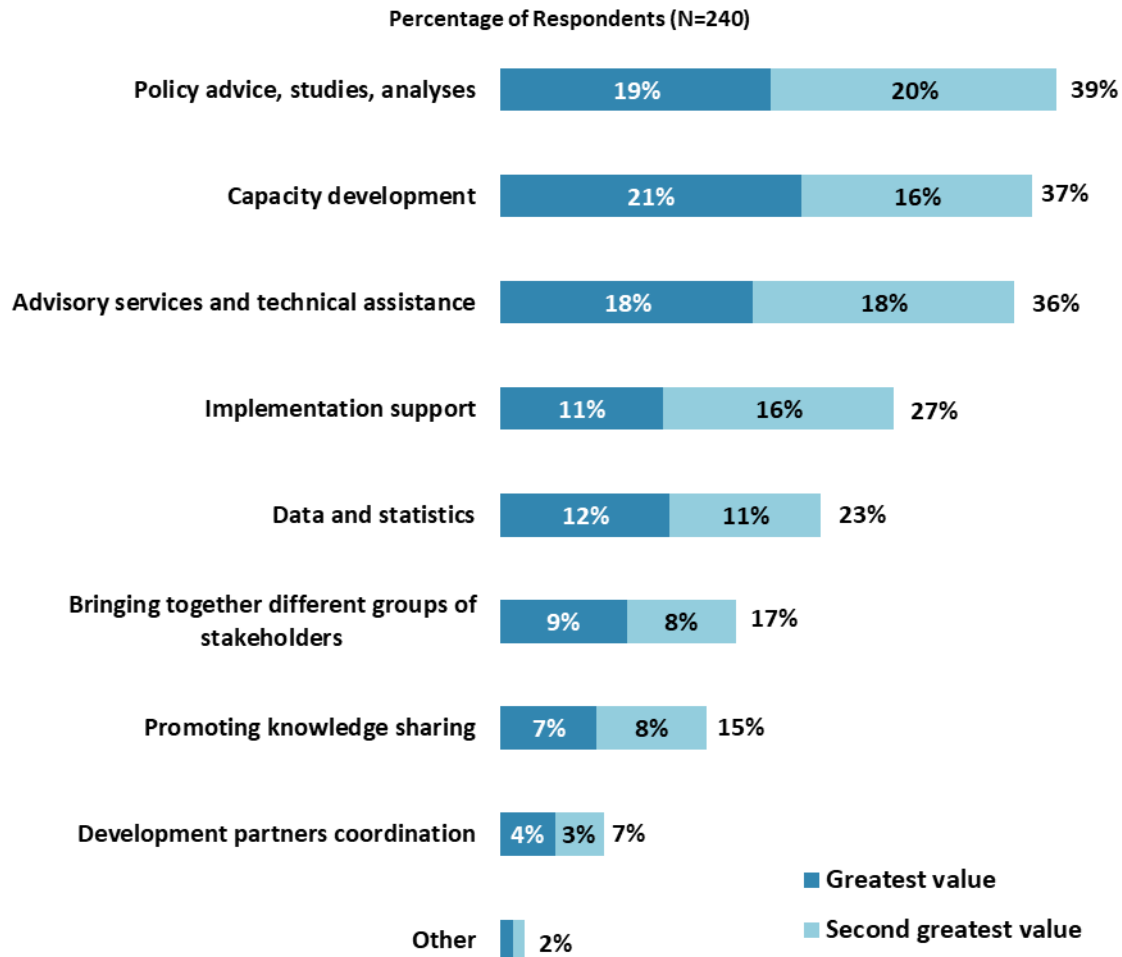 Percentage of Respondents (N=240)
Policy advice, studies, analyses 19% 20% 39%
Capacity development 21% 16% 37%
Advisory services and technical assistance 18% 18% 36%
Implementation support 11% 16% 27%
Data and statistics 12% 11% 23%
Bringing together different groups of
stakeholders 9% 8% 17%
Promoting knowledge sharing 7% 8% 15%
Development partners coordination 4% 3% 7%
Other 2%
Greatest value
Second greatest value